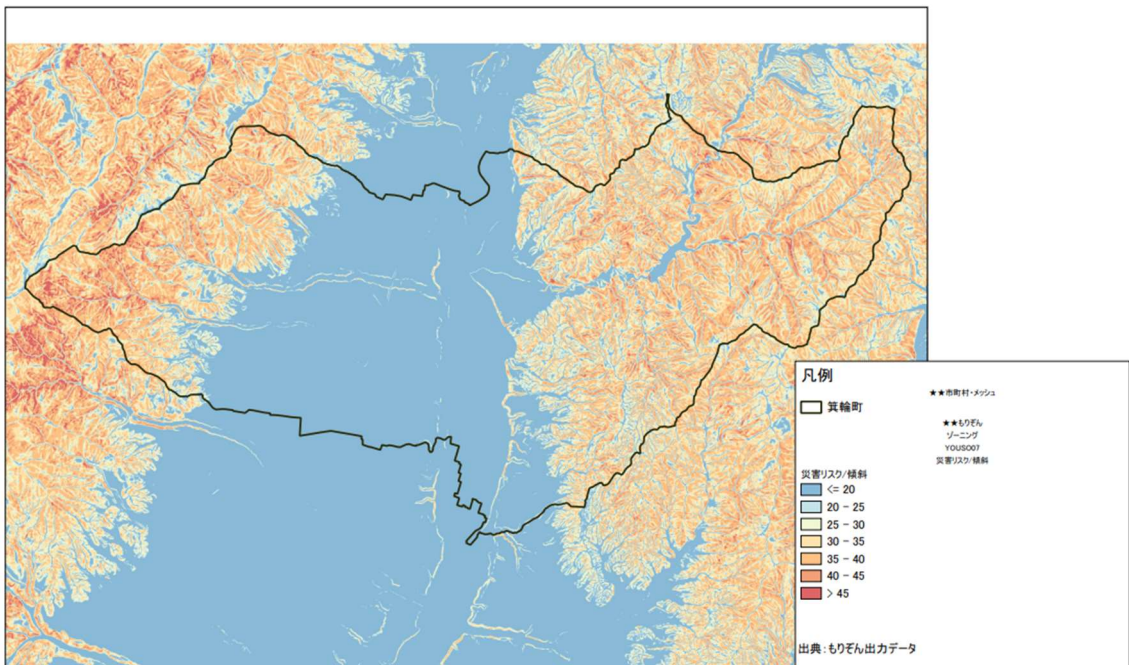 凡例
★★市町村・メッシュ
箕輪町
★★もりぞん
ゾーニング
YOUSO07
災害リスク/傾斜
災害リスク/傾斜
<= 20
20 - 25
25 - 30
30 - 35
35 - 40
40 - 45
> 45
出典：もりぞん出力データ